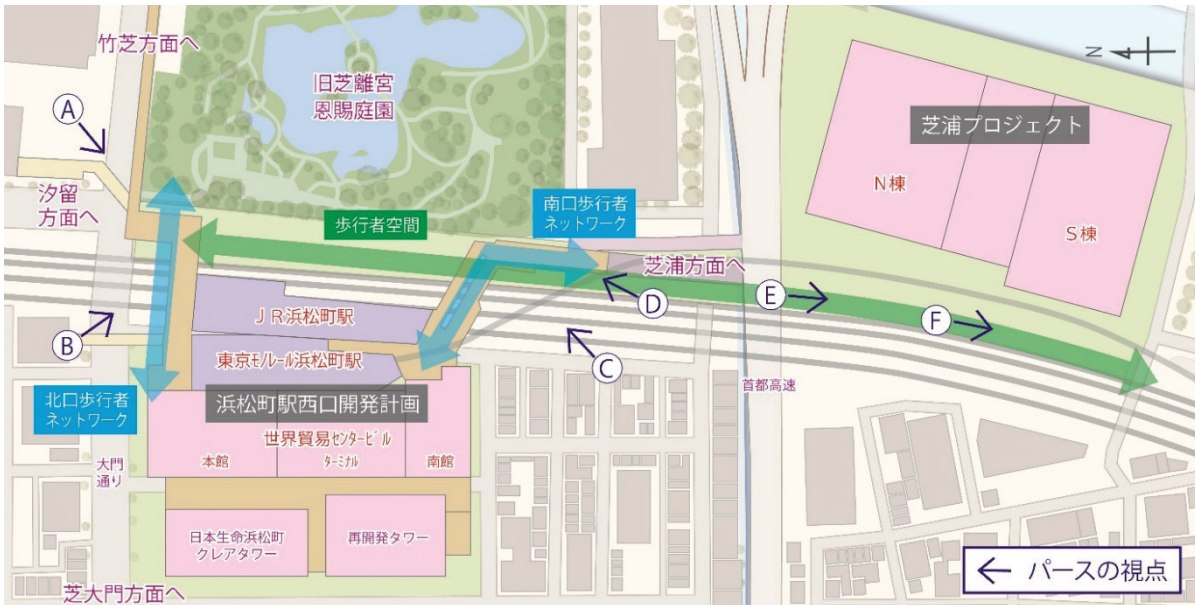 竹芝方面へ
旧芝離宮
恩賜庭園
N
芝浦プロジェクト
A
汐留
方面へ
N棟
南口歩行者
ネットワーク
歩行者空間
S棟
芝浦方面へ
E
D
F
B
JR浜松町駅
C
東京モノレール浜松町駅
首都高速
北口歩行者
ネットワーク
浜松町駅西口開発計画
世界貿易センタービル
本館
ターミナル
南館
大門
通り
日本生命浜松町
クレアタワー
再開発タワー
パースの視点
芝大門方面へ